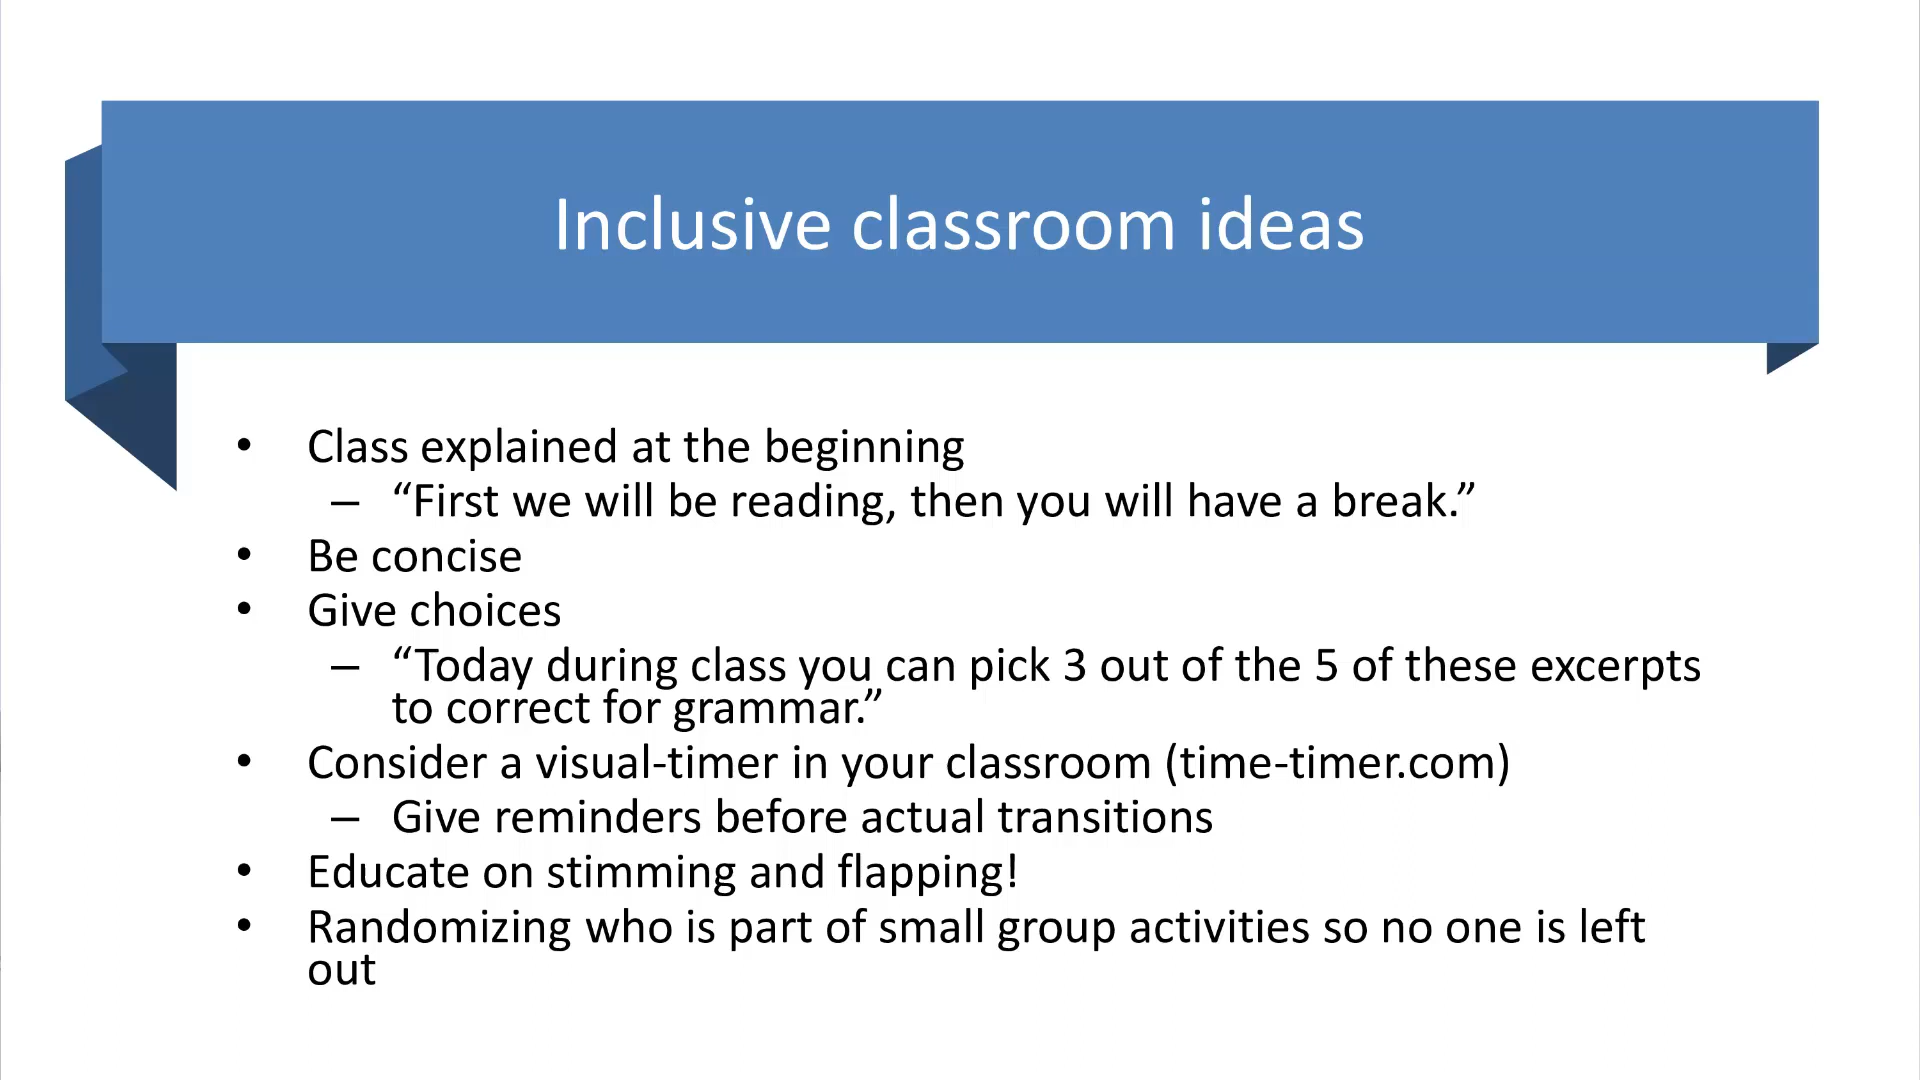 Inclusive classroom ideas
• Class explained at the beginning
– “First we will be reading, then you will have a break.”
• Be concise
• Give choices
– “Today during class you can pick 3 out of the 5 of these excerpts
to correct for grammar.”
• Consider a visual-timer in your classroom (time-timer.com)
– Give reminders before actual transitions
• Educate on stimming and flapping!
• Randomizing who is part of small group activities so no one is left
out